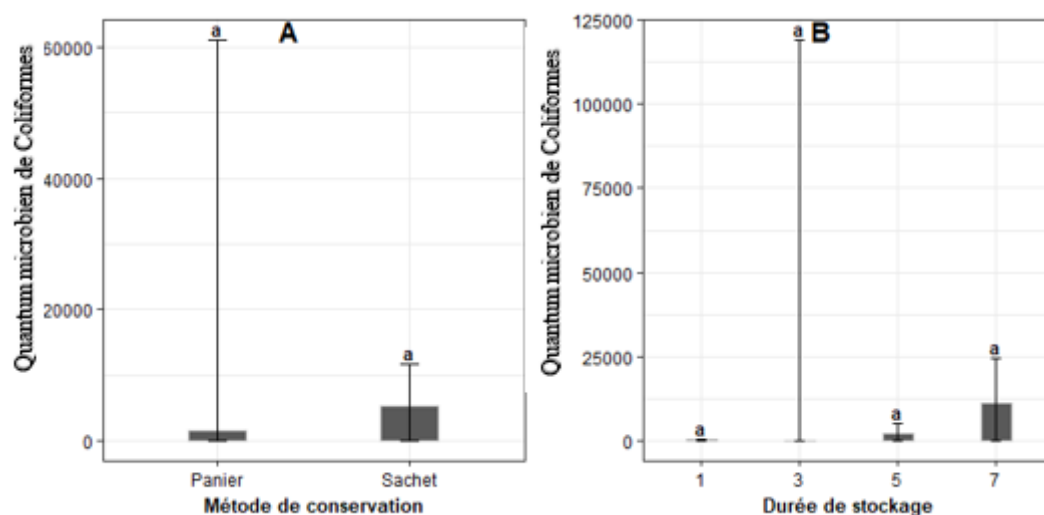 A
Quantum microbien de Coliformes
60000
40000
20000
0
a
a
Panier
Sachet
Métode de conservation
B
Quantum microbien de Coliformes
125000
100000
75000
50000
25000
0
a
a
a
a
1
3
5
7
Durée de stockage